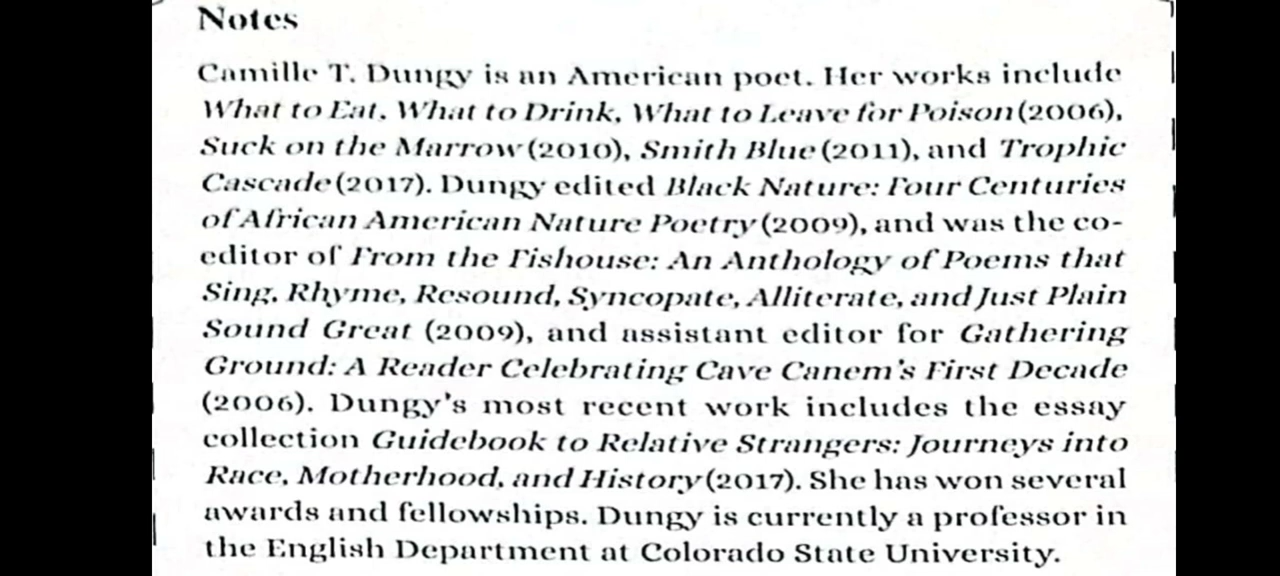 Notes
Camille T. Dungy is an American poet. Her works include
What to Eat, What to Drink, What to Leave for Poison (2006),
Suck on the Marrow (2010), Smith Blue (2011), and Trophic
Cascade (2017). Dungy edited Black Nature: Four Centuries
of African American Nature Poetry (2009), and was the co-
editor of From the Fishouse: An Anthology of Poems that
Sing, Rhyme, Resound, Syncopate, Alliterate, and Just Plain
Sound Great (2009), and assistant editor for Gathering
Ground: A Reader Celebrating Cave Canem's First Decade
(2006). Dungy's most recent work includes the essay
collection Guidebook to Relative Strangers: Journeys into
Race, Motherhood, and History (2017). She has won several
awards and fellowships. Dungy is currently a professor in
the English Department at Colorado State University.